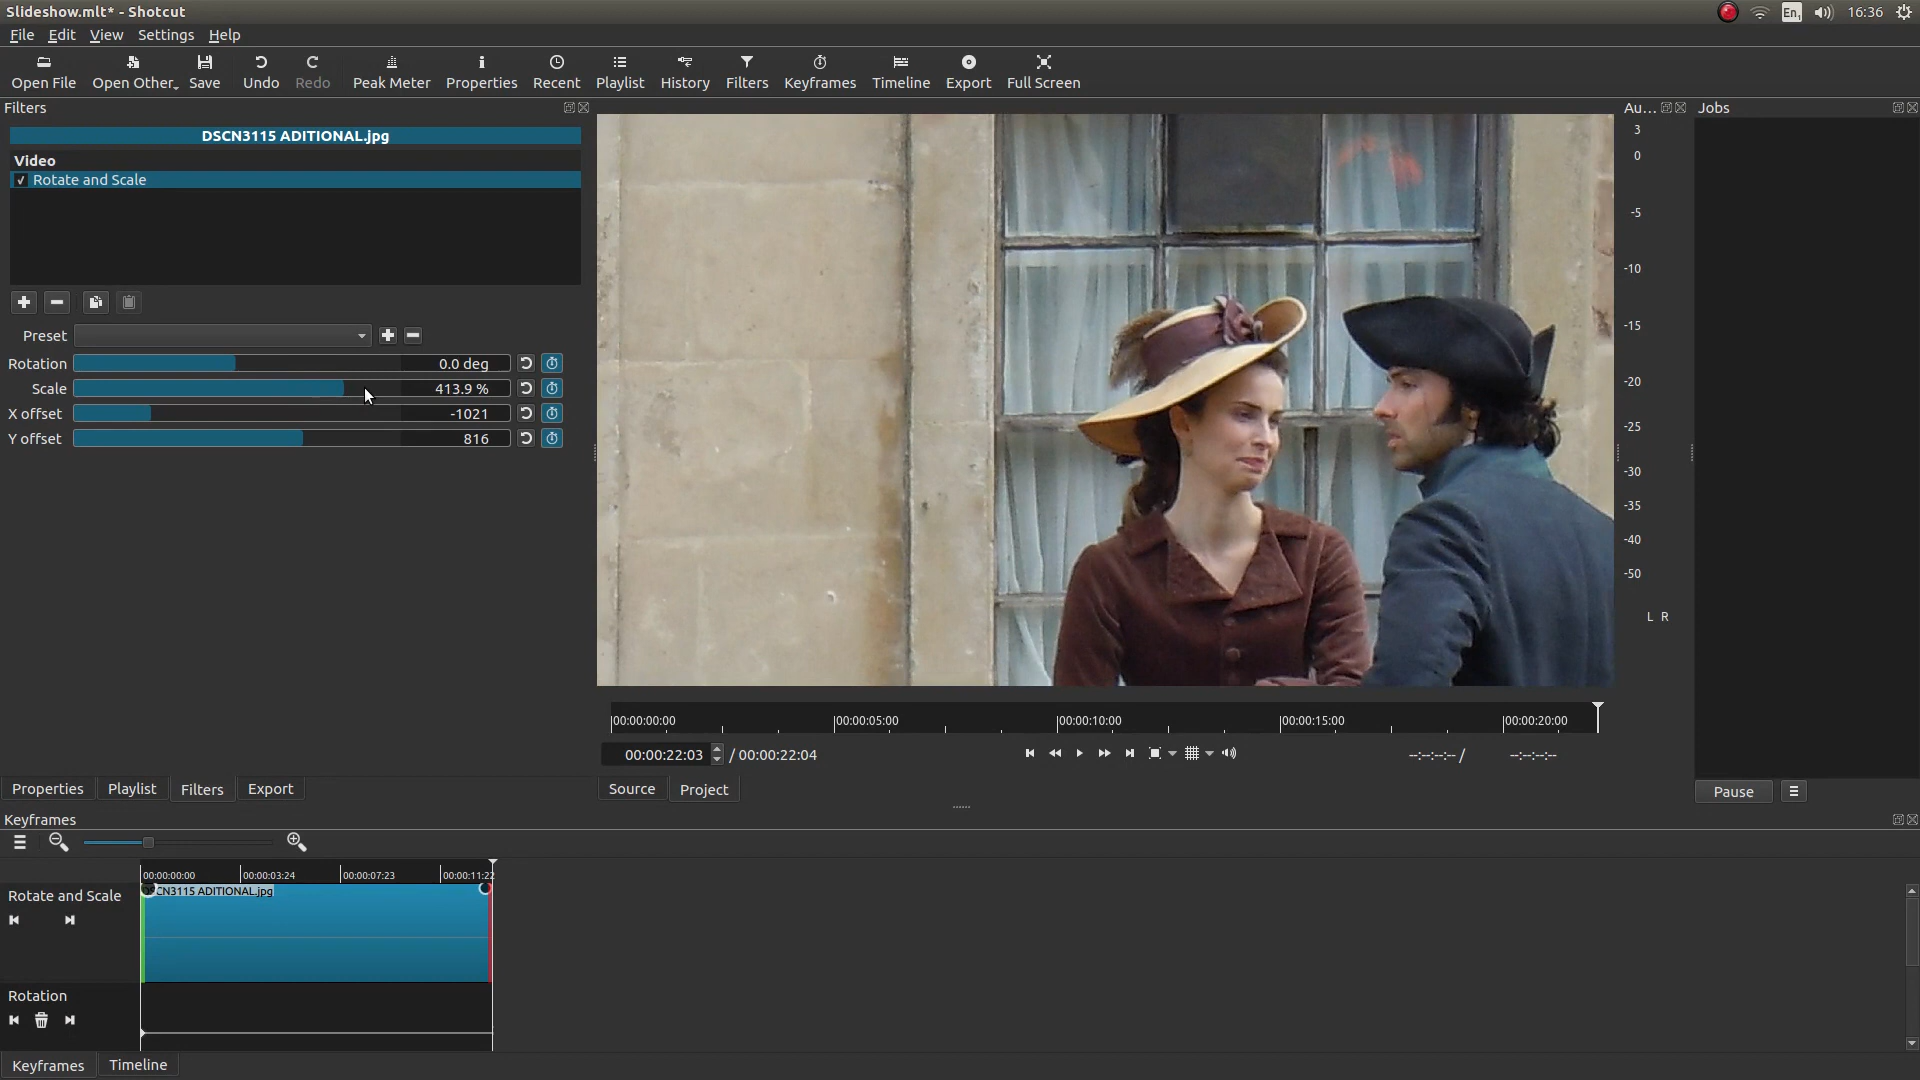 Slideshow.mlt* - Shotcut
En1 16:36
File Edit View Settings Help
Open File Open Other.. Save Undo Redo Peak Meter Properties Recent Playlist History Filters Keyframes Timeline Export Full Screen
Filters
DSCN3115 ADITIONAL.jpg
Video
Rotate and Scale
Preset
Rotation 0.0 deg
Scale 413.9 %
X offset -1021
Y offset 816
Au... Jobs
3
0
-5
-10
-15
-20
-25
-30
-35
-40
-50
L R
00:00:00:00 00:00:05:00 00:00:10:00 00:00:15:00 00:00:20:00
00:00:22:03 / 00:00:22:04 --:--:--:-- / --:--:--:--
Properties Playlist Filters Export
Source Project
Pause
Keyframes
00:00:00:00 00:00:03:24 00:00:07:23 00:00:11:22
Rotate and Scale
DSCN3115 ADITIONAL.jpg
Rotation
Keyframes Timeline